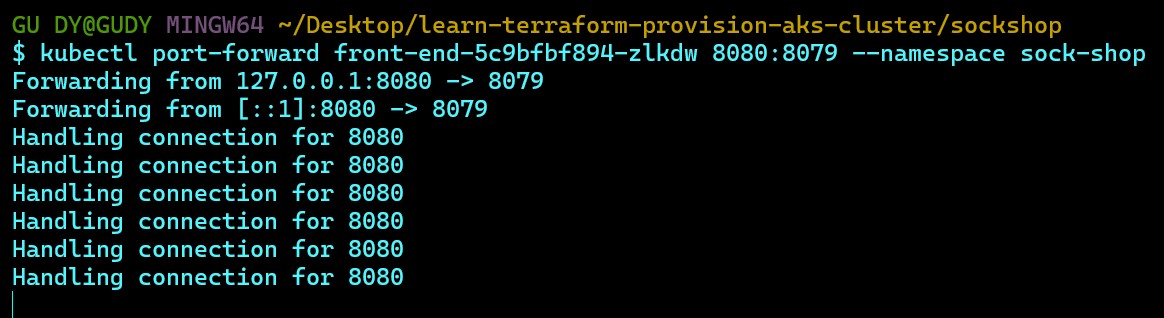 GU DY@GUDY MINGW64 ~/Desktop/learn-terraform-provision-aks-cluster/sockshop
$ kubectl port-forward front-end-5c9bfbf894-zlkdw 8080:8079 --namespace sock-shop
Forwarding from 127.0.0.1:8080 -> 8079
Forwarding from [::1]:8080 -> 8079
Handling connection for 8080
Handling connection for 8080
Handling connection for 8080
Handling connection for 8080
Handling connection for 8080
Handling connection for 8080